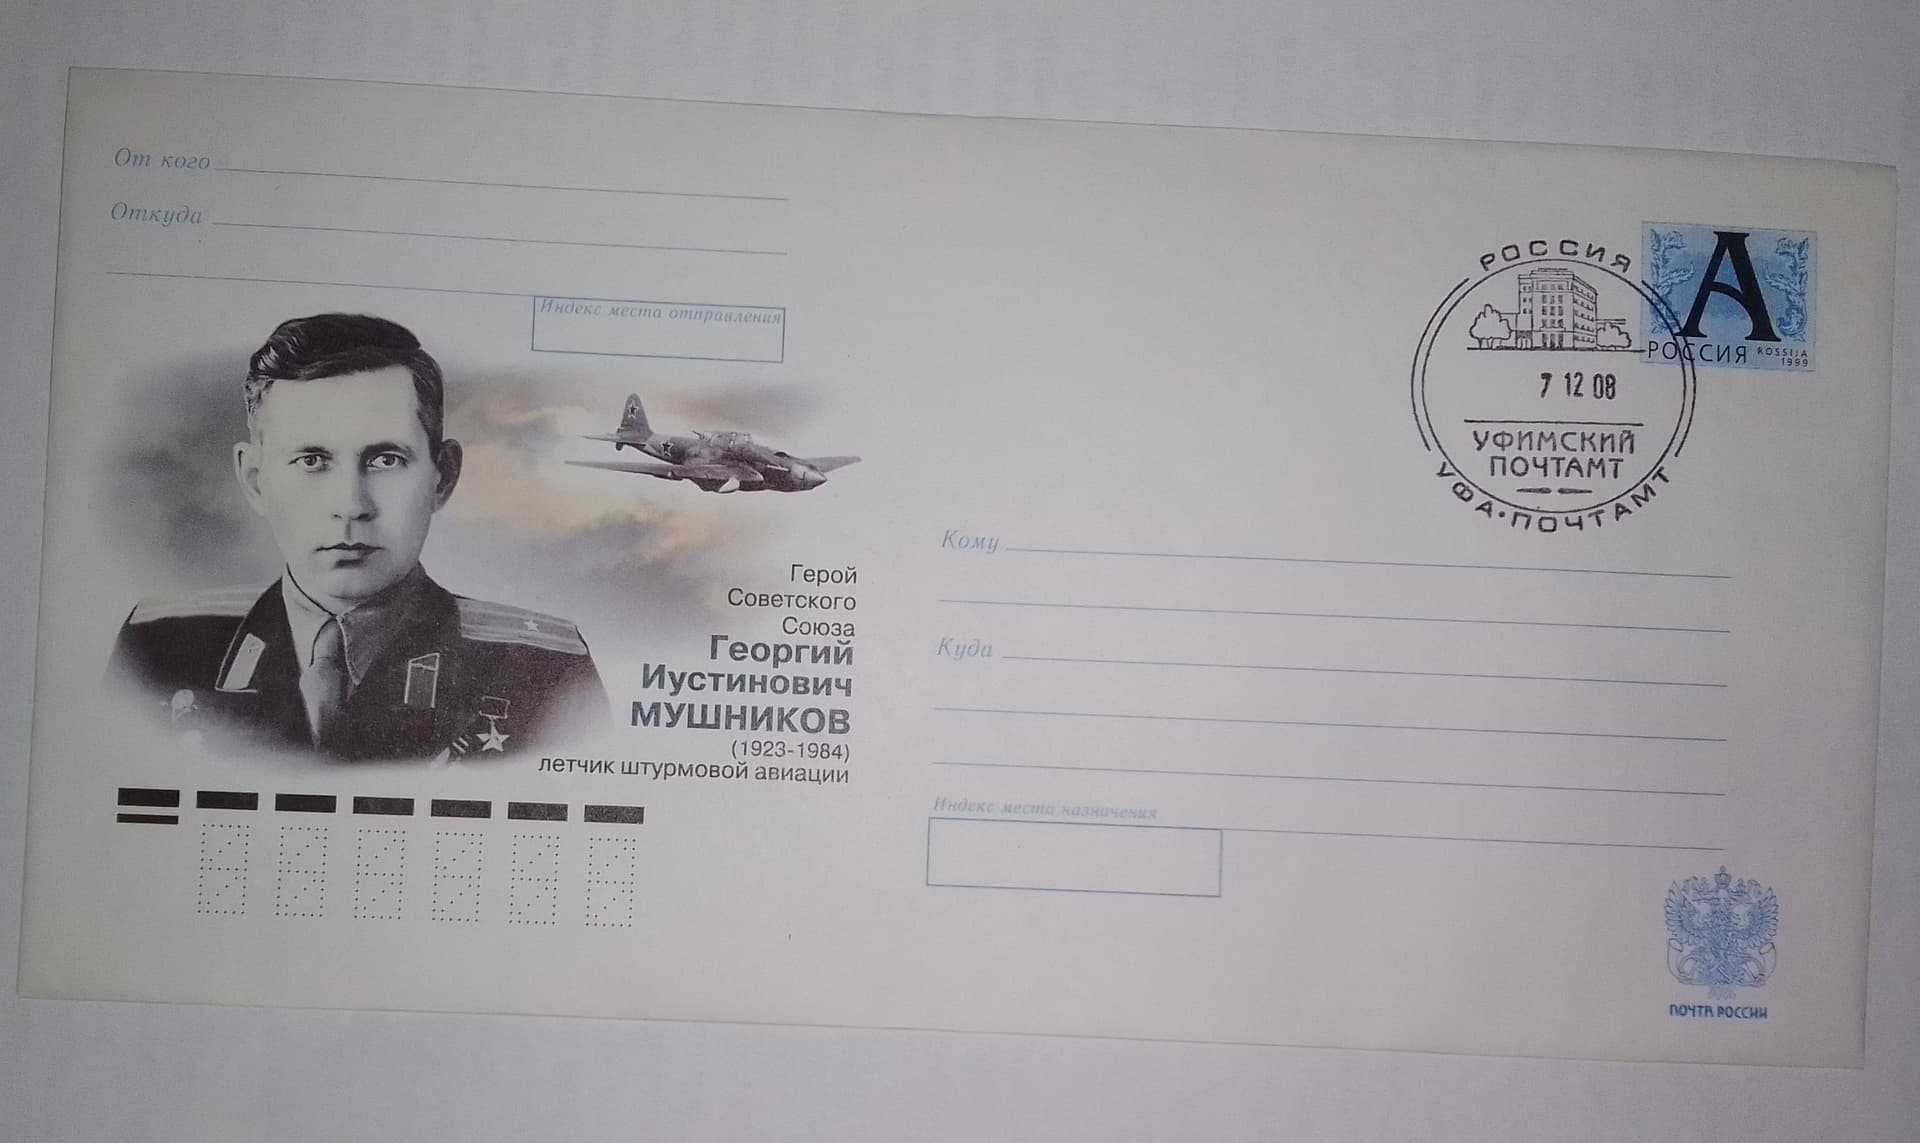 От кого
Откуда
Индекс места отправления
Герой
Советского
Союза
Георгий
Иустинович
МУШНИКОВ
(1923-1984)
летчик штурмовой авиации
РОССИЯ
7 12 08
УФИМСКИЙ
ПОЧТАМТ
УФА·ПОЧТАМТ
А
РОССИЯ ROSSIJA
1999
Кому
Куда
Индекс места назначения
ПОЧТА РОССИИ